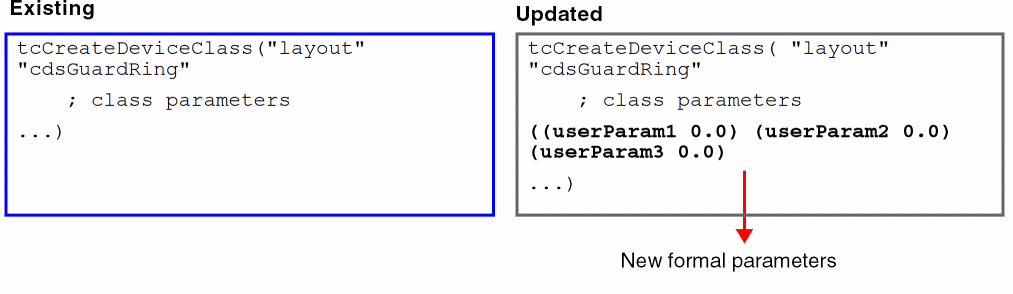 Existing
tcCreateDeviceClass("layout"
"cdsGuardRing"
; class parameters
...)
Updated
tcCreateDeviceClass( "layout"
"cdsGuardRing"
; class parameters
((userParam1 0.0) (userParam2 0.0)
(userParam3 0.0)
...)
New formal parameters